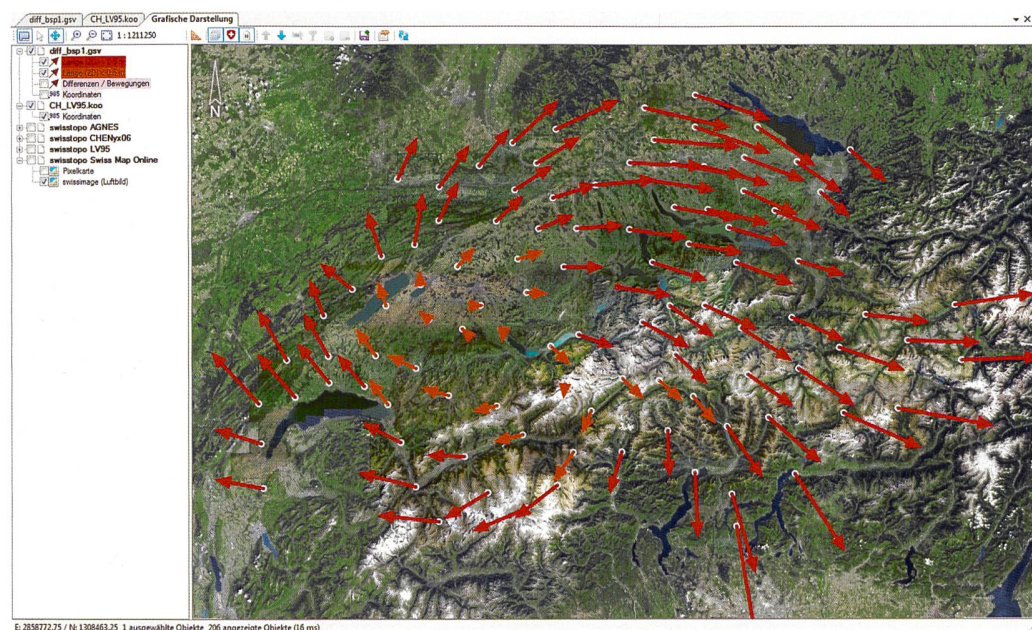 diff_bsp1.gsv CH_LV95.koo Grafische Darstellung
1 : 1211250
diff_bsp1.gsv
Differenzen / Bewegungen
Koordinaten
CH_LV95.koo
Koordinaten
swisstopo AGNES
swisstopo CHENyx06
swisstopo LV95
swisstopo Swiss Map Online
Pixelkarte
swissimage (Luftbild)
N
E: 2858772.75 / N: 1308463.25 1 ausgewählte Objekte 206 angezeigte Objekte (16 ms)